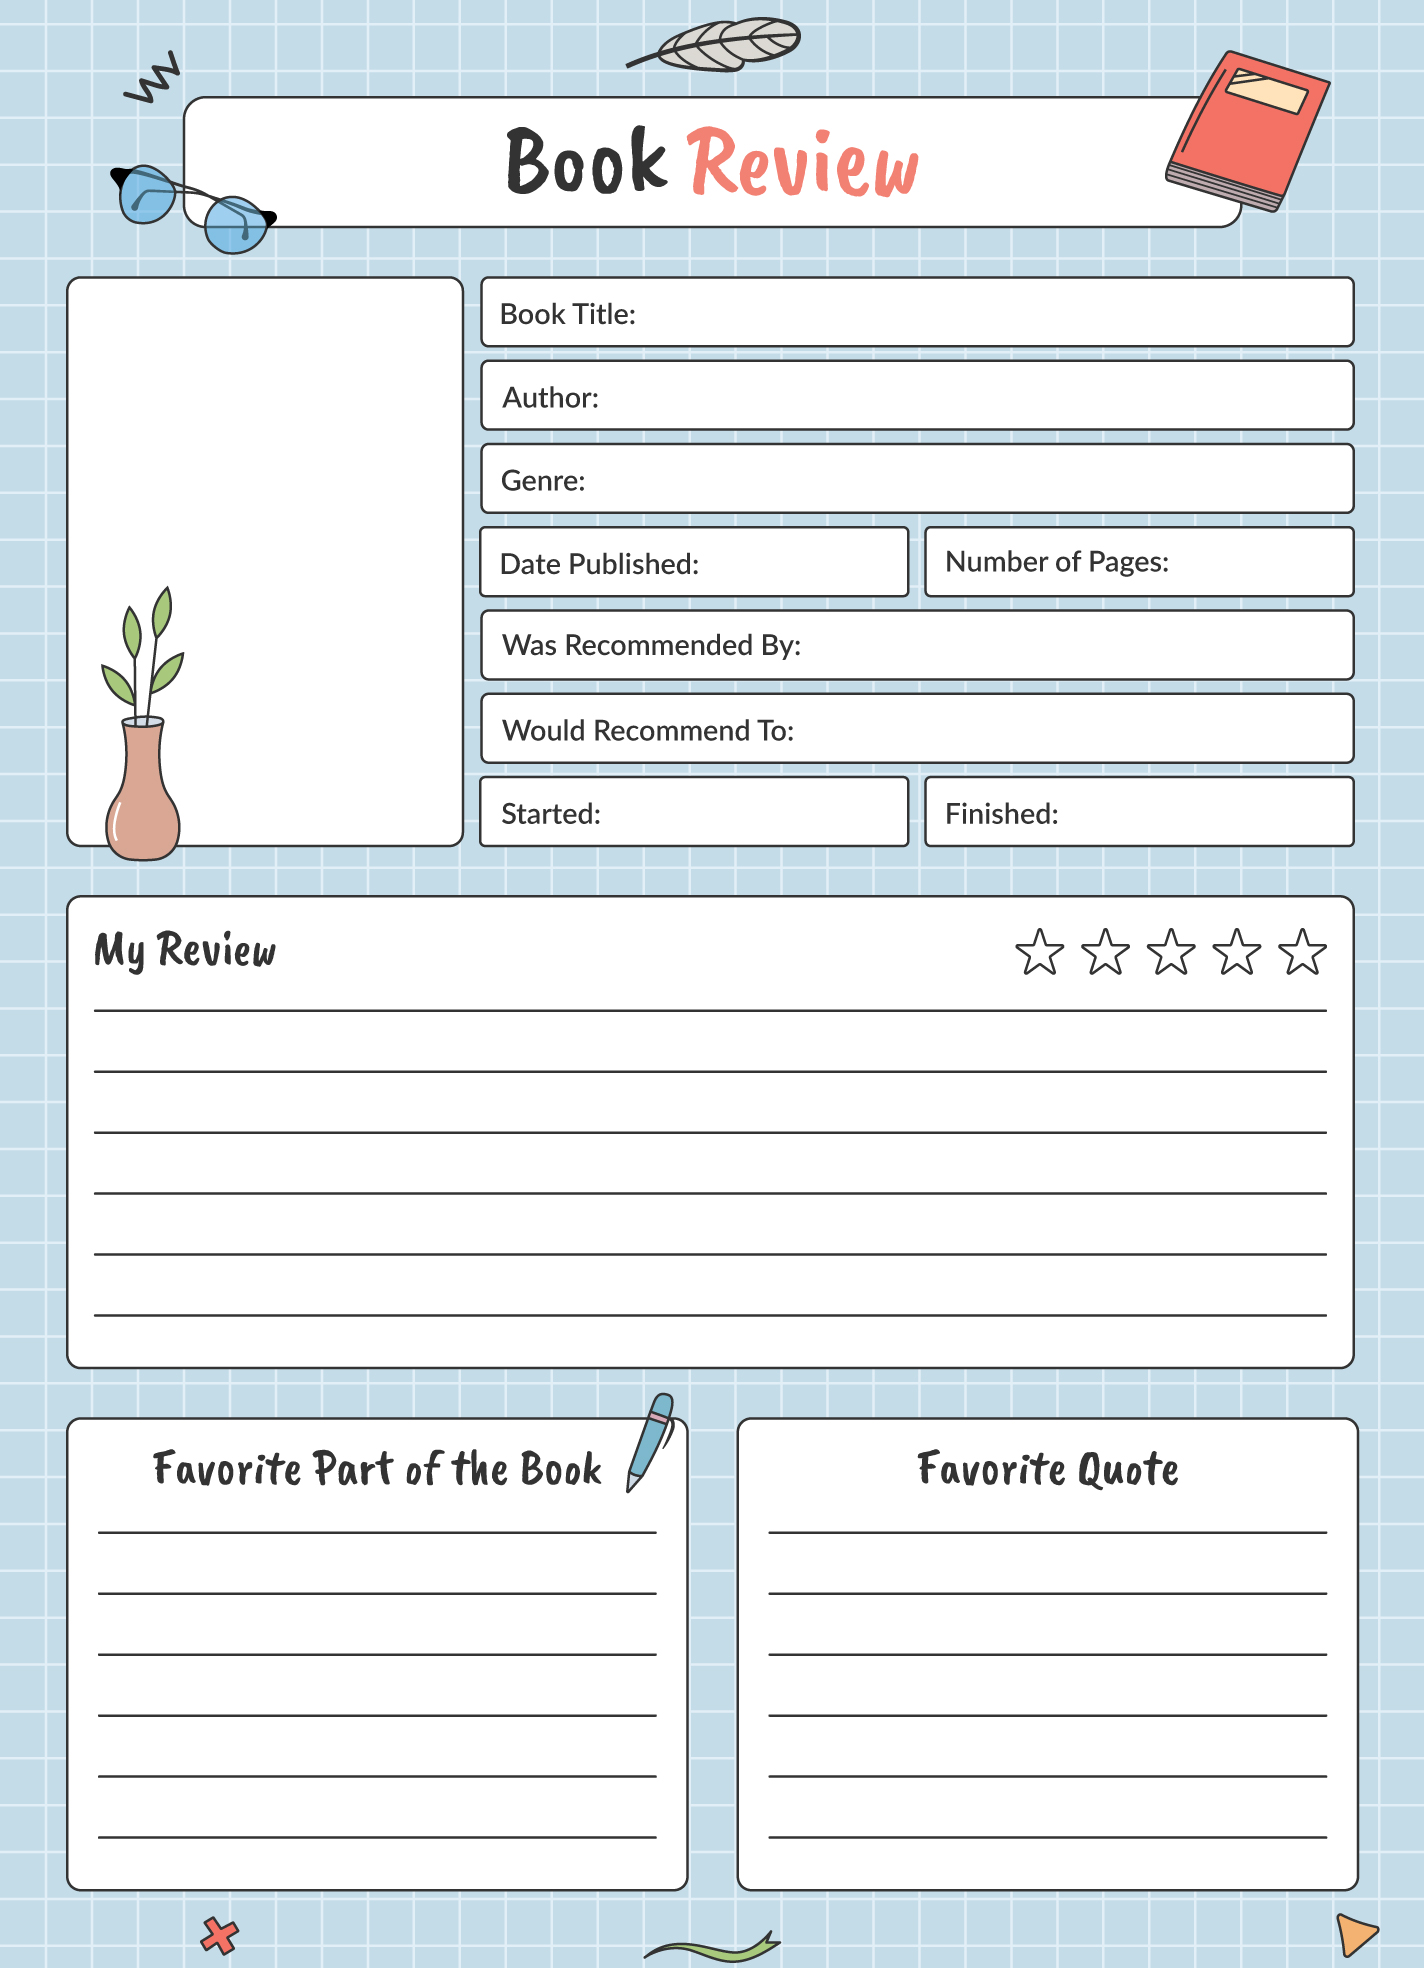 Book Review
Book Title:
Author:
Genre:
Date Published:
Number of Pages:
Was Recommended By:
Would Recommend To:
Started:
Finished:
My Review
Favorite Part of the Book
Favorite Quote